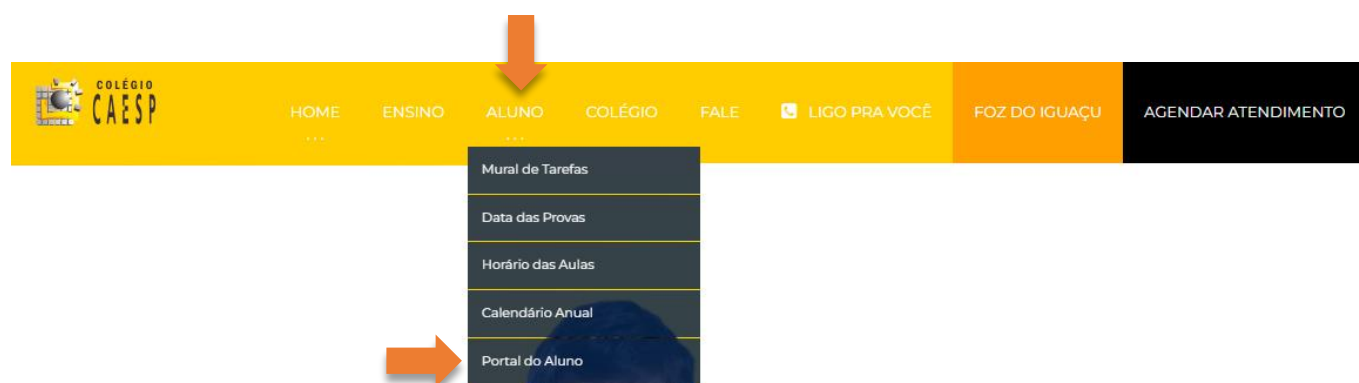 COLÉGIO
CAESP
HOME ENSINO ALUNO COLÉGIO FALE LIGO PRA VOCÊ FOZ DO IGUAÇU AGENDAR ATENDIMENTO
... ...
Mural de Tarefas
Data das Provas
Horário das Aulas
Calendário Anual
Portal do Aluno